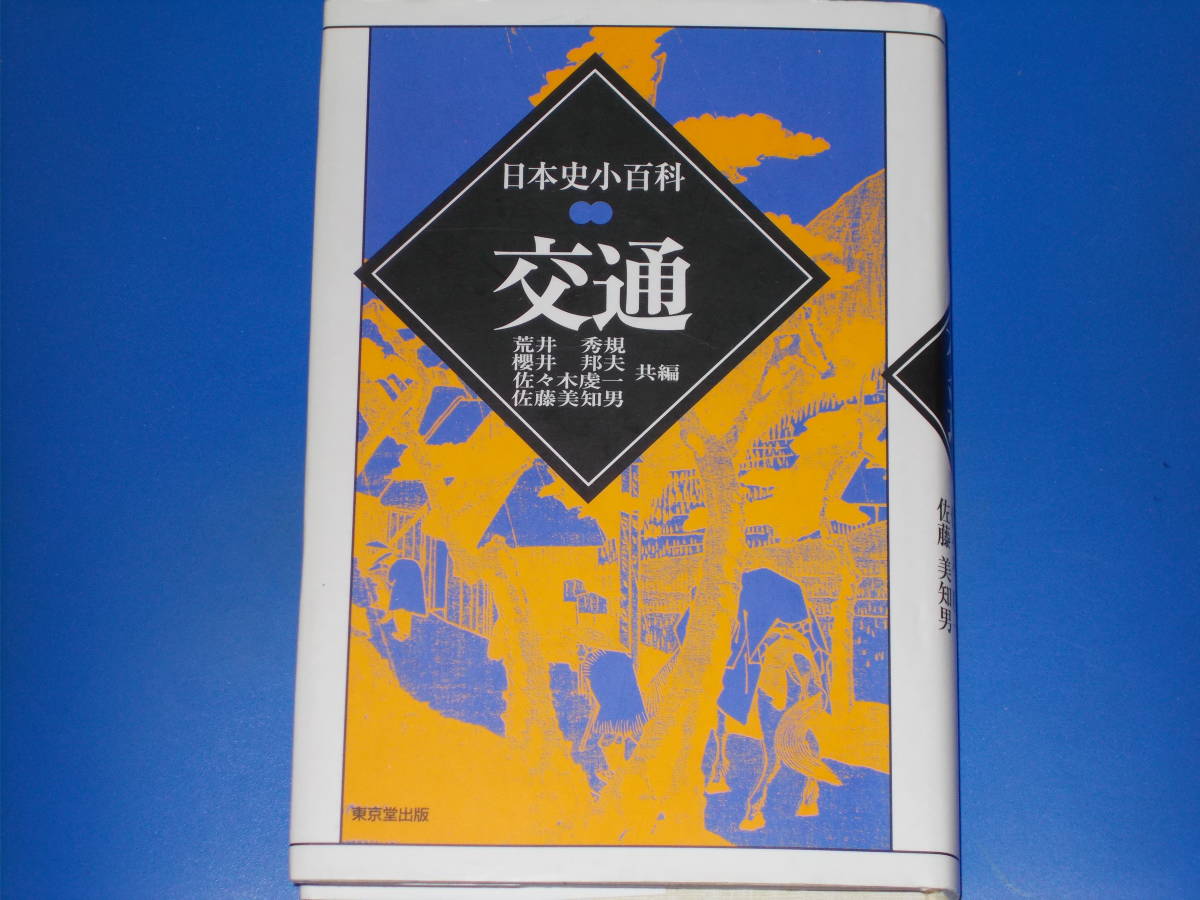 日本史小百科
交通
荒井 秀規
櫻井 邦夫
佐々木虔一
佐藤美知男
共編
東京堂出版
佐藤 美知男